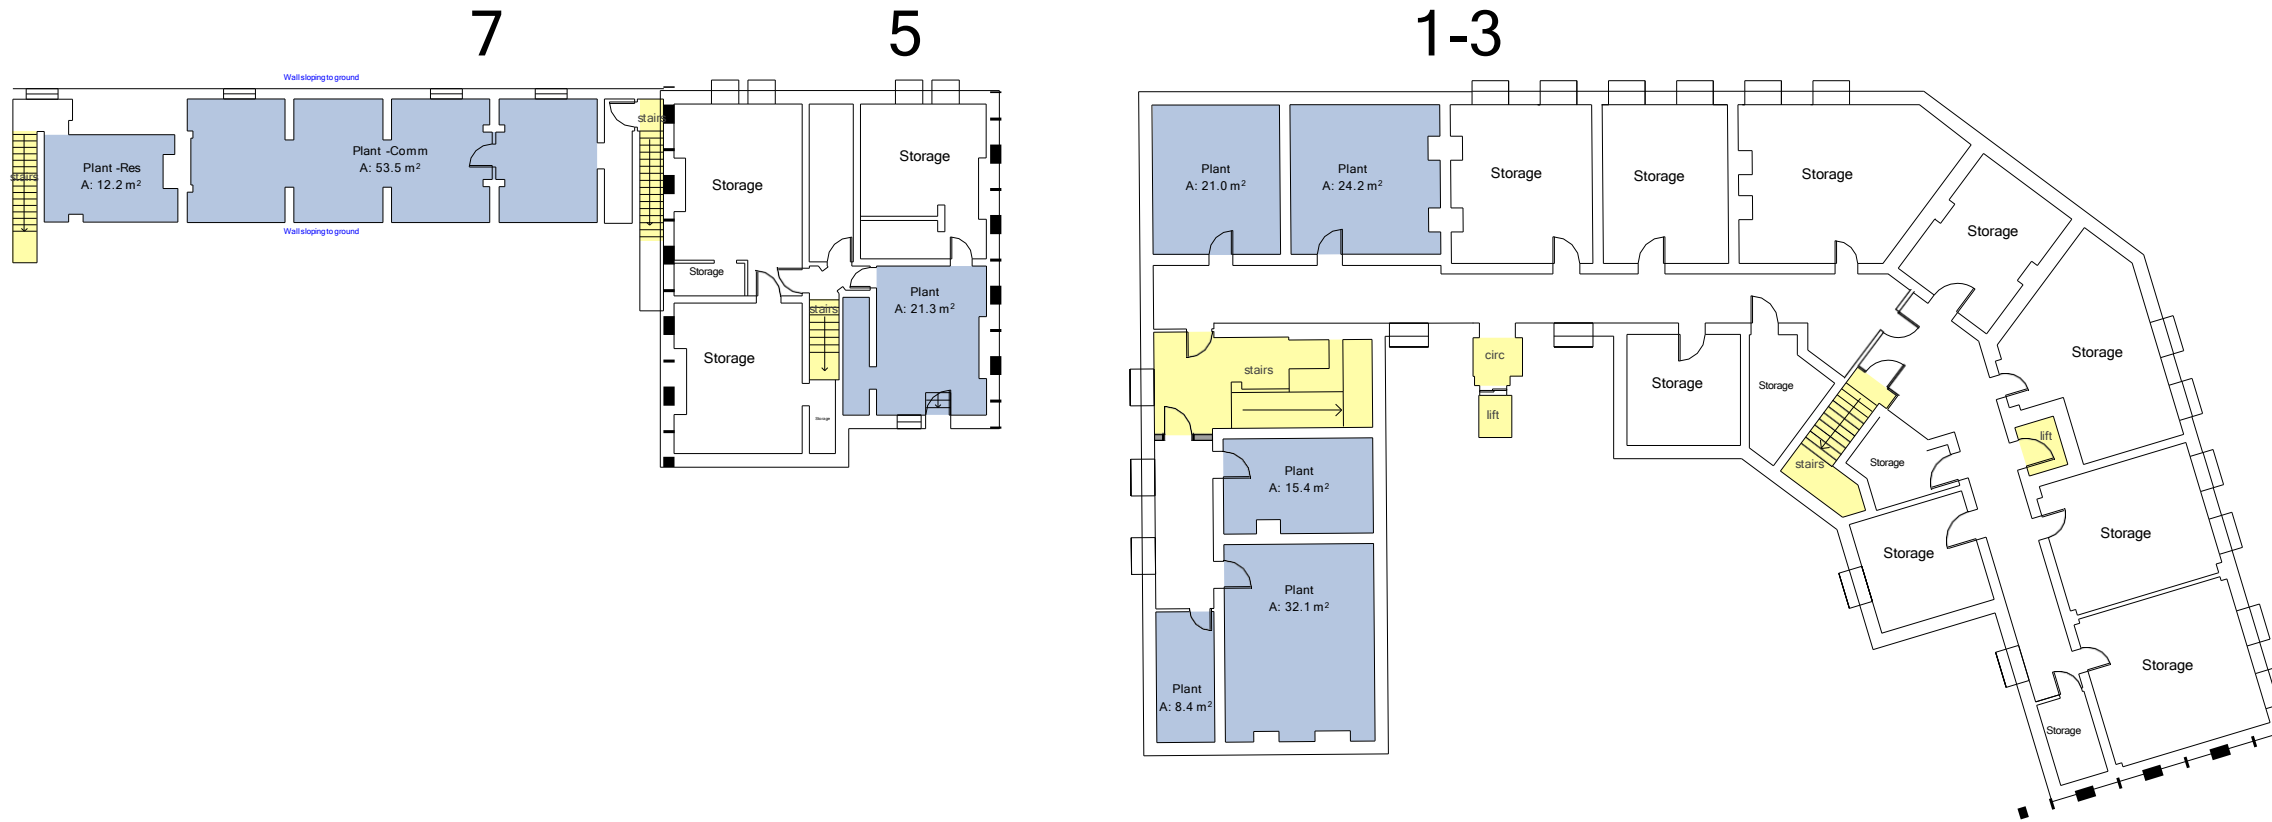 7
5
1-3
Wall sloping to ground
stairs
Plant -Res
A: 12.2 m²
Plant -Comm
A: 53.5 m²
stairs
Wall sloping to ground
Storage
Storage
Storage
stairs
Plant
A: 21.3 m²
Storage
Storage
Plant
A: 21.0 m²
Plant
A: 24.2 m²
Storage
Storage
Storage
Storage
Storage
stairs
circ
lift
Storage
Storage
stairs
Storage
lift
Plant
A: 15.4 m²
Storage
Storage
Plant
A: 32.1 m²
Plant
A: 8.4 m²
Storage
Storage